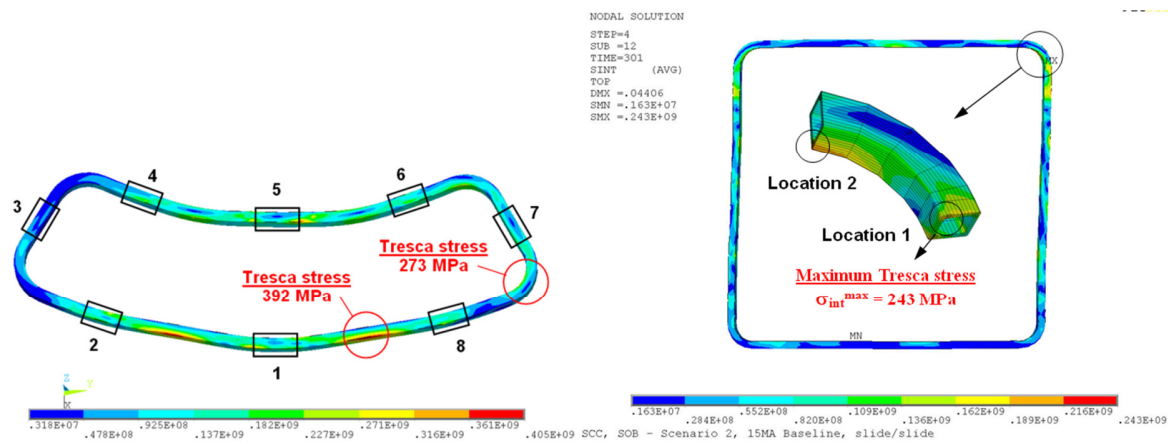 NODAL SOLUTION
STEP=4
SUB =12
TIME=301
SINT (AVG)
TOP
DMX =.04406
SMN =.163E+07
SMX =.243E+09
MX
Location 2
Location 1
Maximum Tresca stress
σint max = 243 MPa
MN
3
4
5
6
7
Tresca stress
273 MPa
Tresca stress
392 MPa
2
1
8
Z
Y
X
.318E+07
.478E+08
.925E+08
.137E+09
.182E+09
.227E+09
.271E+09
.316E+09
.361E+09
.405E+09
.163E+07
.284E+08
.552E+08
.820E+08
.109E+09
.136E+09
.162E+09
.189E+09
.216E+09
.243E+09
SCC, SOB - Scenario 2, 15MA Baseline, slide/slide